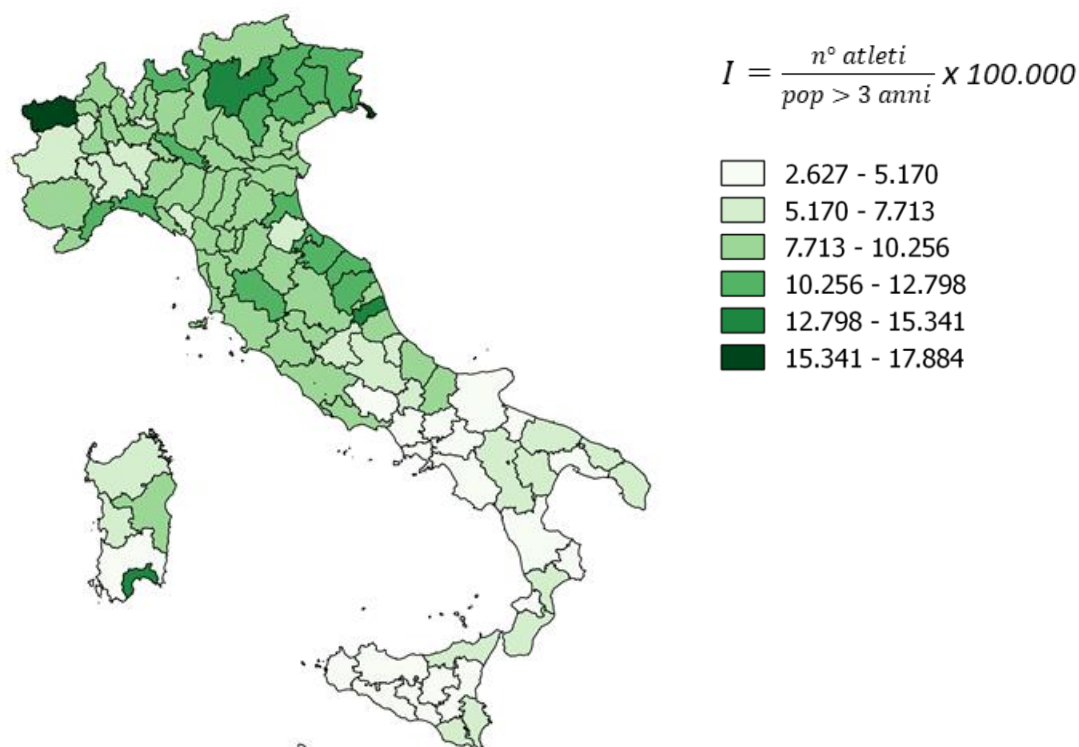 I = n° atleti / pop > 3 anni x 100.000
2.627 - 5.170
5.170 - 7.713
7.713 - 10.256
10.256 - 12.798
12.798 - 15.341
15.341 - 17.884